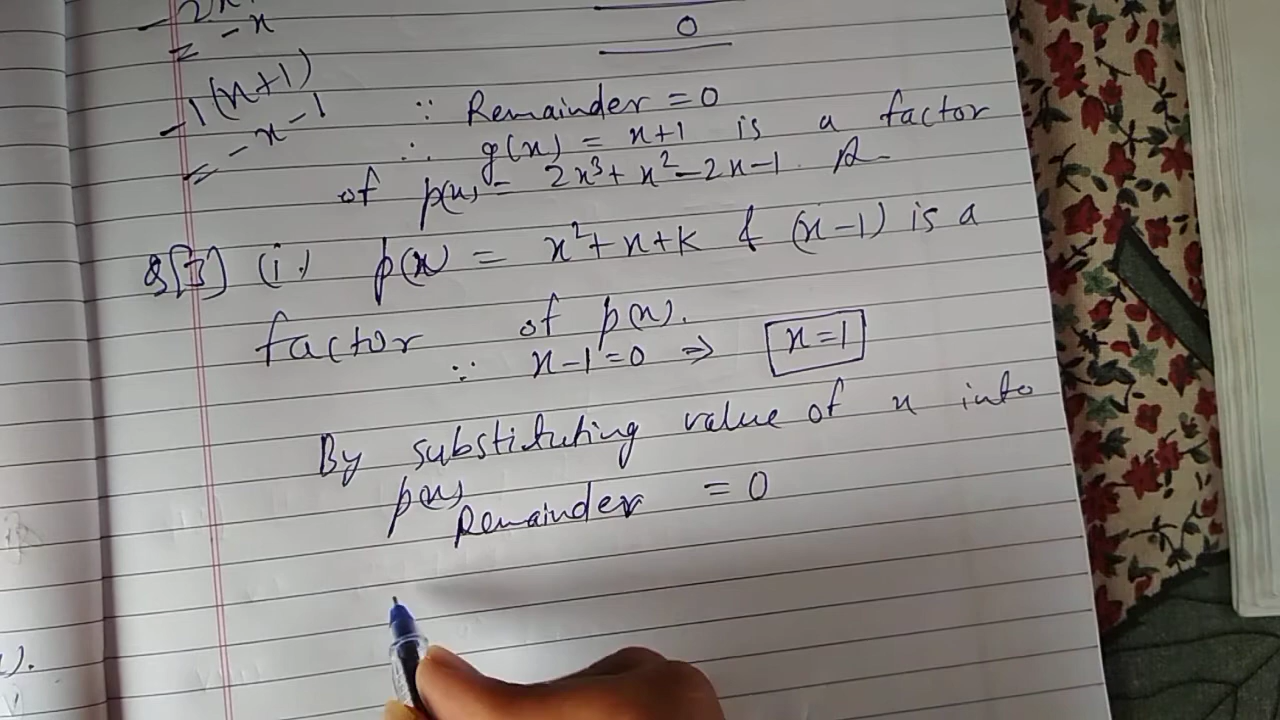 - x
0
-1(x+1)
= -x-1
∵ Remainder = 0
∴ g(x) = x+1 is a factor
of p(x) = 2x³+x²-2x-1.
Q[3] (i.) p(x) = x²+x+k & (x-1) is a
factor of p(x).
∵ x-1=0 ⇒ x=1
By substituting value of x into
p(x)
Remainder = 0